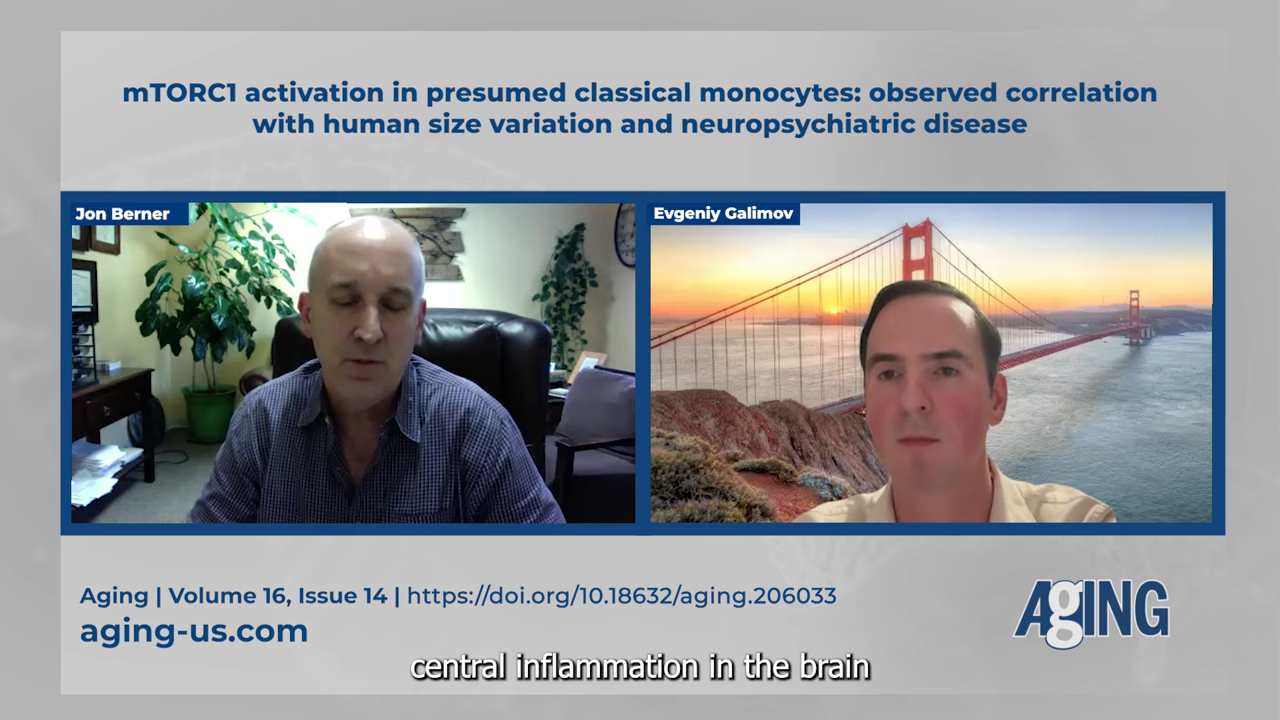 mTORC1 activation in presumed classical monocytes: observed correlation
with human size variation and neuropsychiatric disease
Jon Berner
Evgeniy Galimov
Aging | Volume 16, Issue 14 | https://doi.org/10.18632/aging.206033
aging-us.com
AgING
central inflammation in the brain